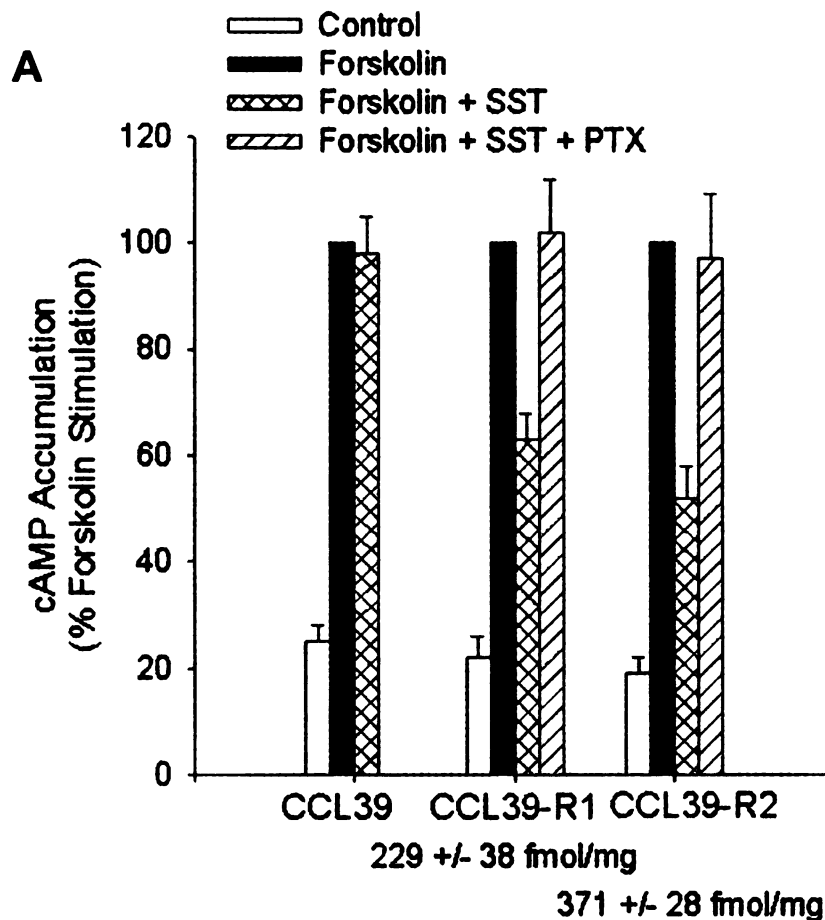 A
Control
Forskolin
Forskolin + SST
Forskolin + SST + PTX
cAMP Accumulation
(% Forskolin Stimulation)
120
100
80
60
40
20
0
CCL39 CCL39-R1 CCL39-R2
229 +/- 38 fmol/mg
371 +/- 28 fmol/mg